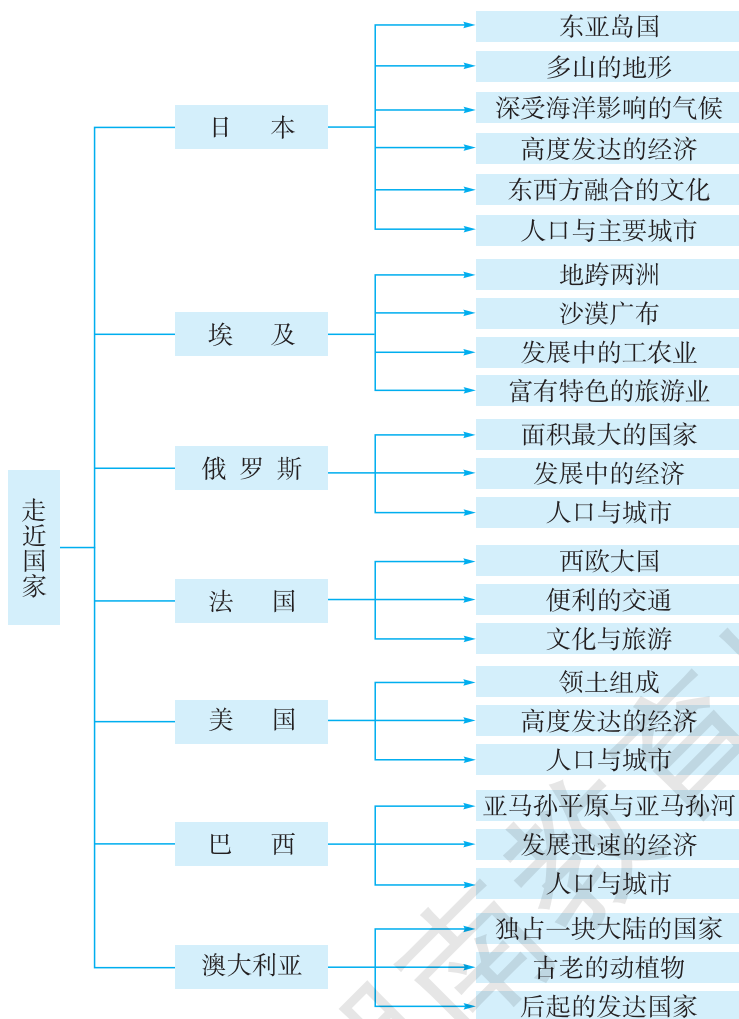 走近国家
日本
东亚岛国
多山的地形
深受海洋影响的气候
高度发达的经济
东西方融合的文化
人口与主要城市
埃及
地跨两洲
沙漠广布
发展中的工农业
富有特色的旅游业
俄罗斯
面积最大的国家
发展中的经济
人口与城市
法国
西欧大国
便利的交通
文化与旅游
美国
领土组成
高度发达的经济
人口与城市
巴西
亚马孙平原与亚马孙河
发展迅速的经济
人口与城市
澳大利亚
独占一块大陆的国家
古老的动植物
后起的发达国家
南教育